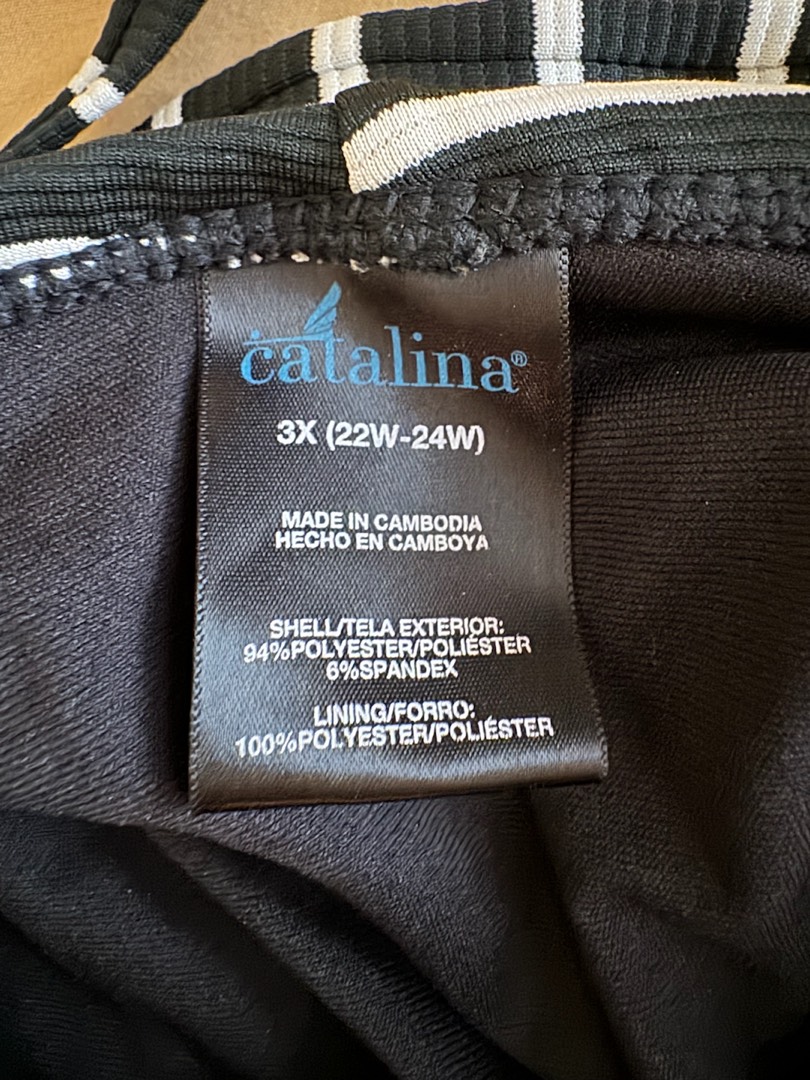 catalina®
3X (22W-24W)
MADE IN CAMBODIA
HECHO EN CAMBOYA
SHELL/TELA EXTERIOR:
94%POLYESTER/POLIÉSTER
6%SPANDEX
LINING/FORRO:
100%POLYESTER/POLIÉSTER